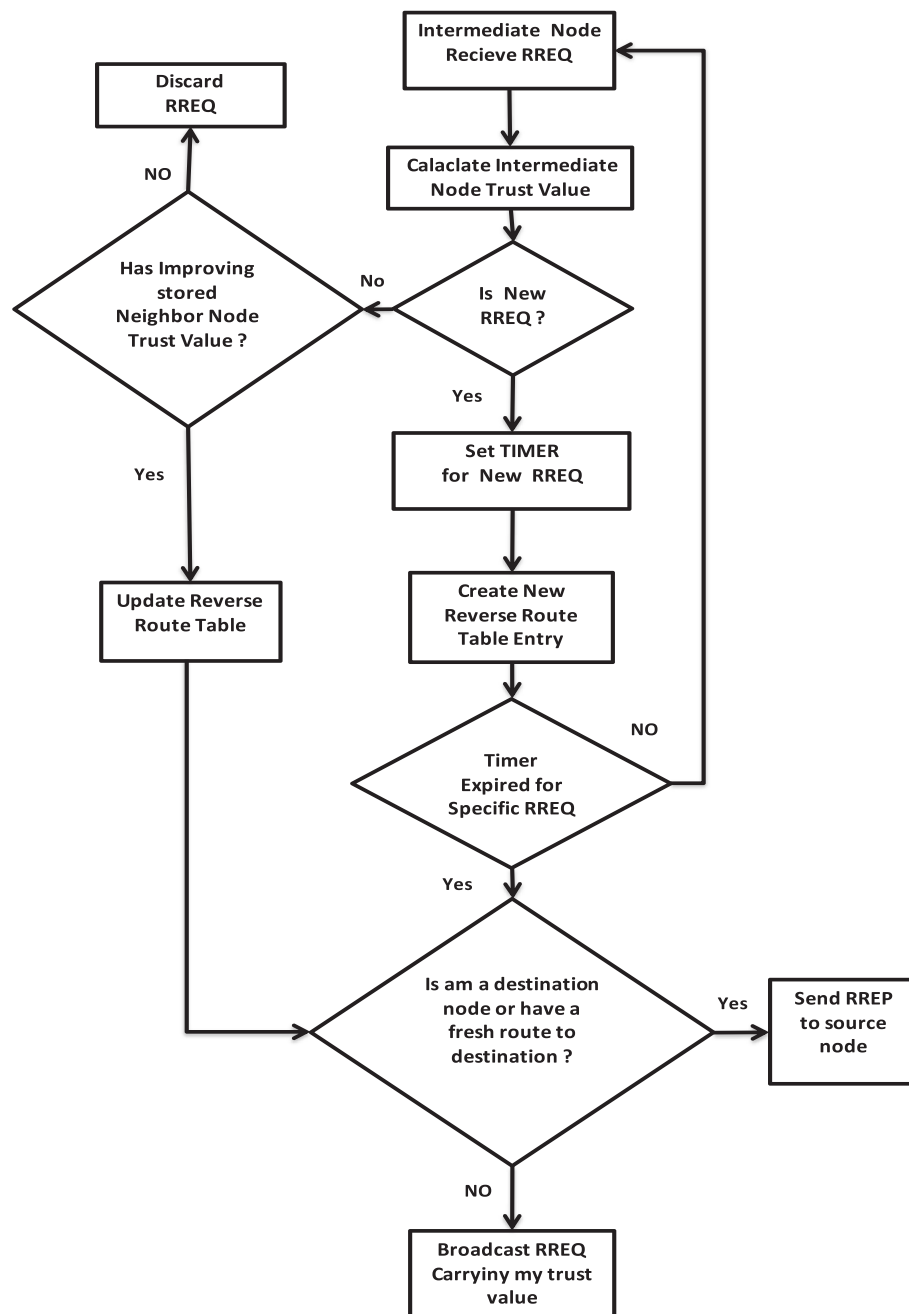 Intermediate Node
Recieve RREQ
Discard
RREQ
Calaclate Intermediate
Node Trust Value
NO
Has Improving
stored
Neighbor Node
Trust Value ?
No
Is New
RREQ ?
Yes
Set TIMER
for New RREQ
Yes
Create New
Reverse Route
Table Entry
Update Reverse
Route Table
NO
Timer
Expired for
Specific RREQ
Yes
Is am a destination
node or have a
fresh route to
destination ?
Yes
Send RREP
to source
node
NO
Broadcast RREQ
Carryiny my trust
value